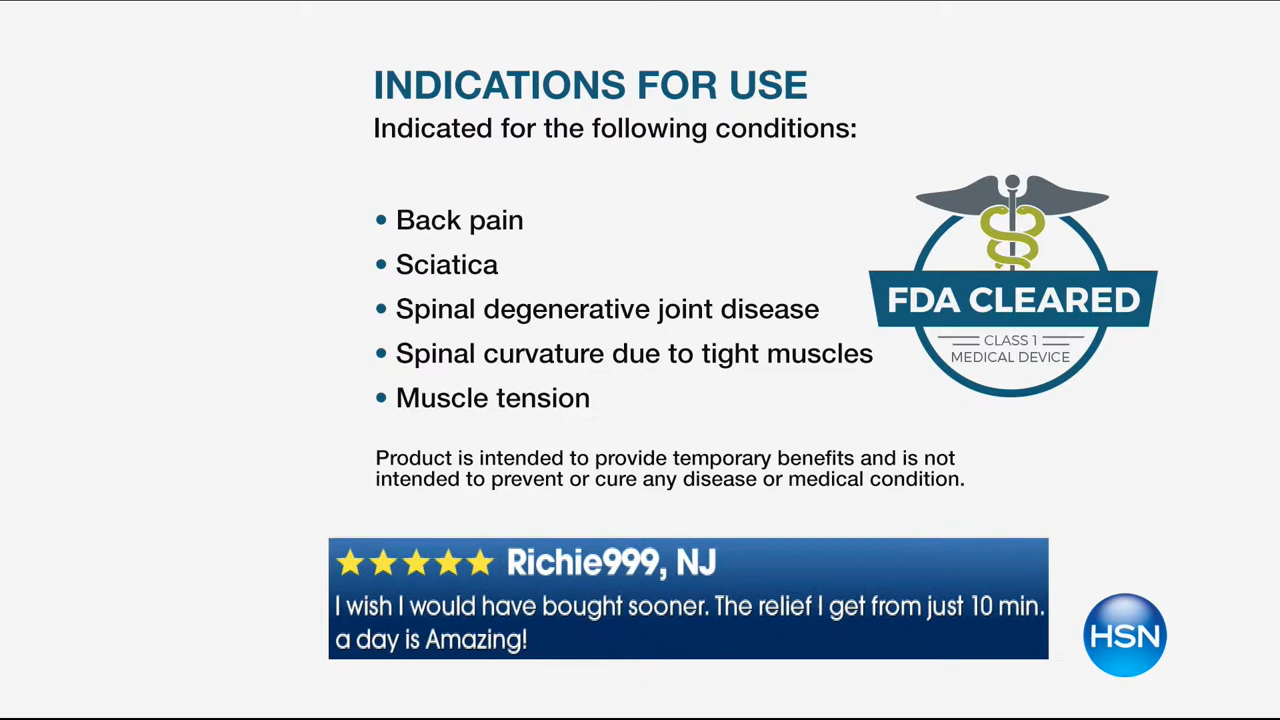 INDICATIONS FOR USE
Indicated for the following conditions:
• Back pain
• Sciatica
• Spinal degenerative joint disease
• Spinal curvature due to tight muscles
• Muscle tension
FDA CLEARED
CLASS 1
MEDICAL DEVICE
Product is intended to provide temporary benefits and is not
intended to prevent or cure any disease or medical condition.
Richie999, NJ
I wish I would have bought sooner. The relief I get from just 10 min.
a day is Amazing!
HSN